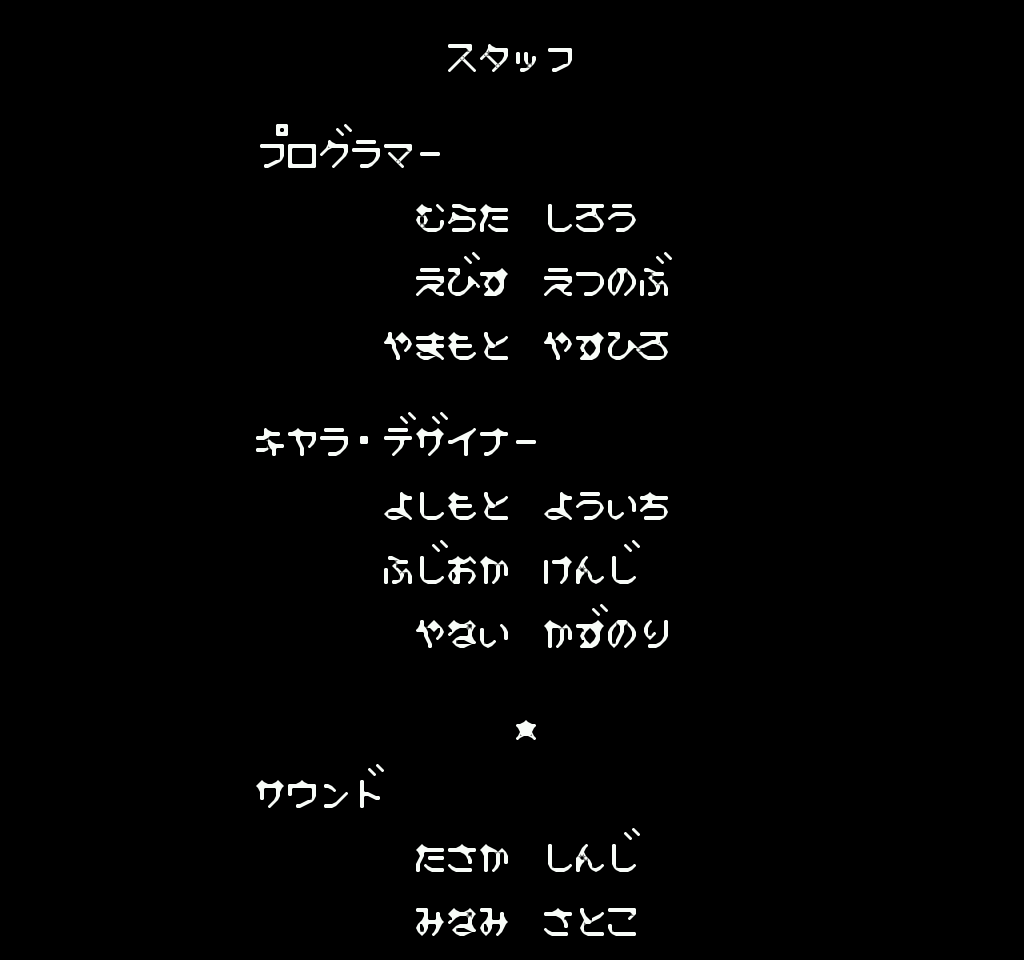 スタッフ
プログラマー
むらた　しろう
えびす　えつのぶ
やまもと　やすひろ
キャラ・デザイナー
よしもと　よういち
ふじおか　けんじ
やない　かずのり
★
サウンド
たさか　しんじ
みなみ　さとこ